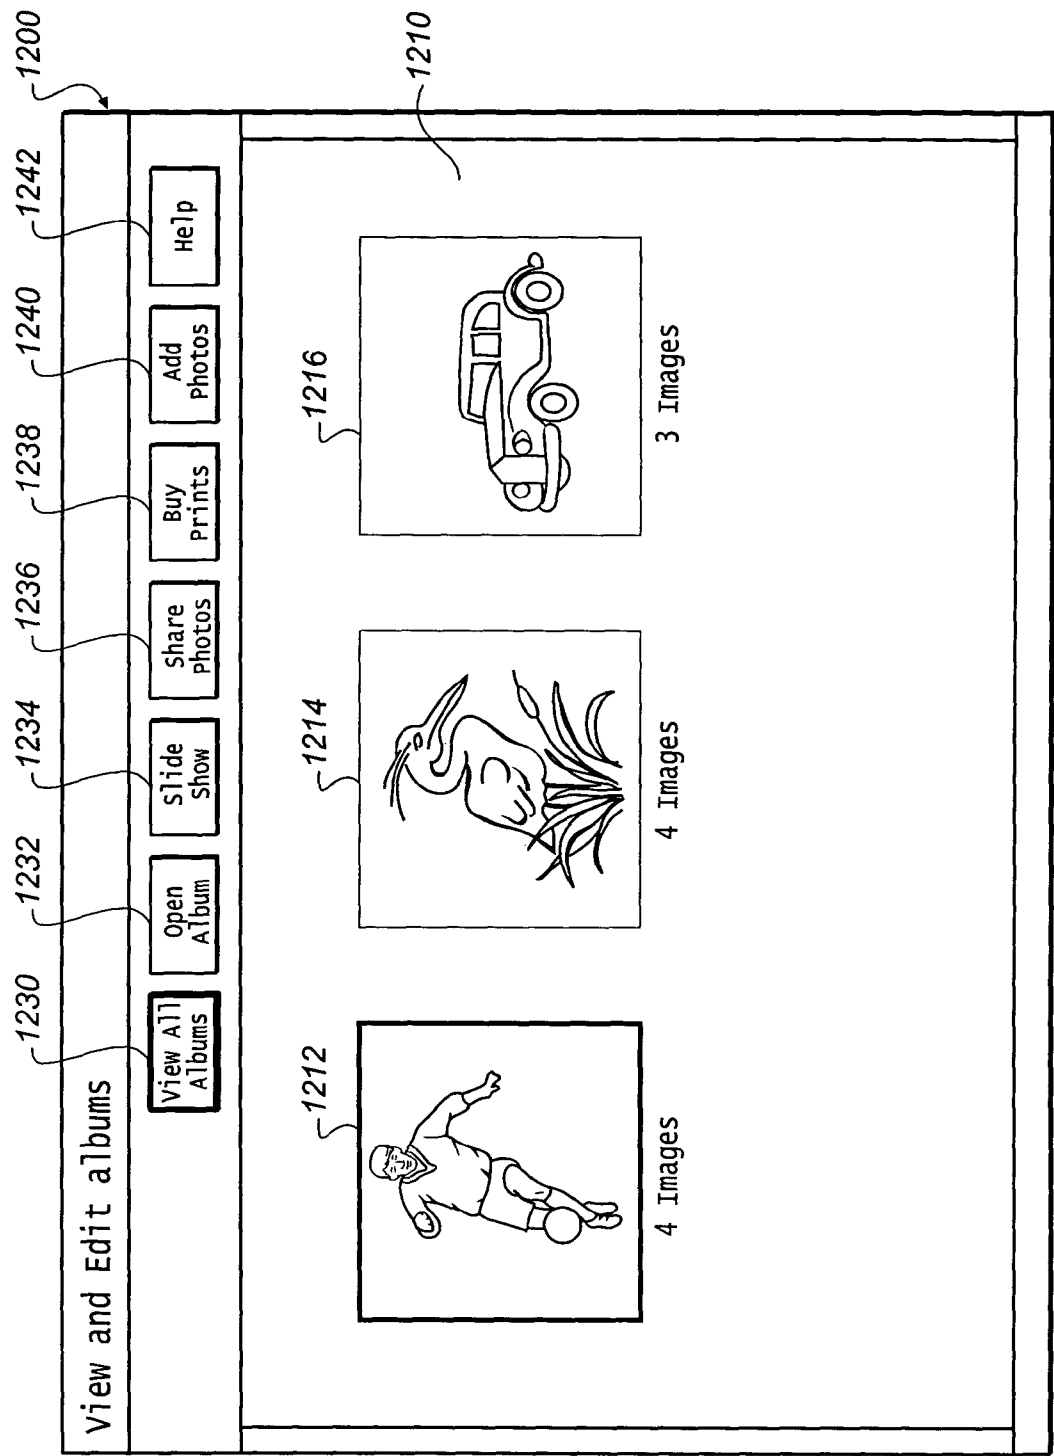 1200
View and Edit albums
1230
1232
1234
1236
1238
1240
1242
View All
Albums
Open
Album
Slide
Show
Share
Photos
Buy
Prints
Add
Photos
Help
1210
1212
1214
1216
4 Images
4 Images
3 Images